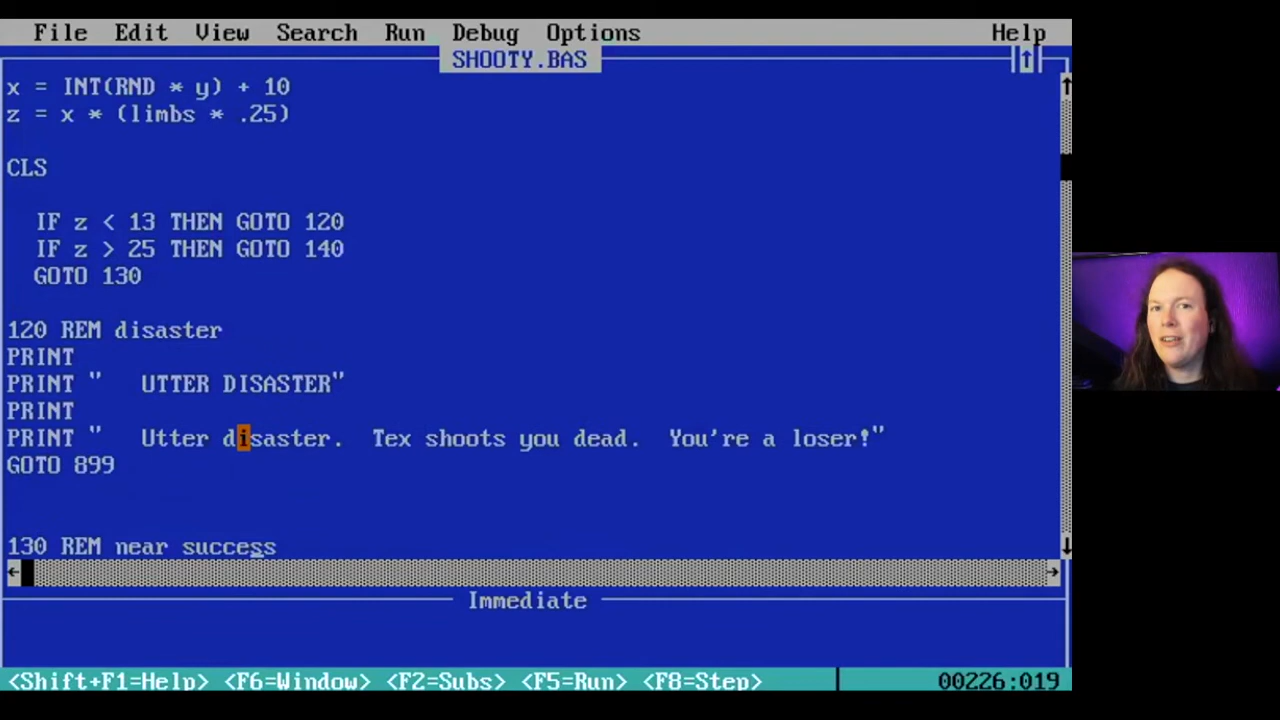 File Edit View Search Run Debug Options Help
SHOOTY.BAS
x = INT(RND * y) + 10
z = x * (limbs * .25)
CLS
IF z < 13 THEN GOTO 120
IF z > 25 THEN GOTO 140
GOTO 130
120 REM disaster
PRINT
PRINT "   UTTER DISASTER"
PRINT
PRINT "   Utter disaster.  Tex shoots you dead.  You're a loser!"
GOTO 899
130 REM near success
Immediate
<Shift+F1=Help> <F6=Window> <F2=Subs> <F5=Run> <F8=Step> 00226:019